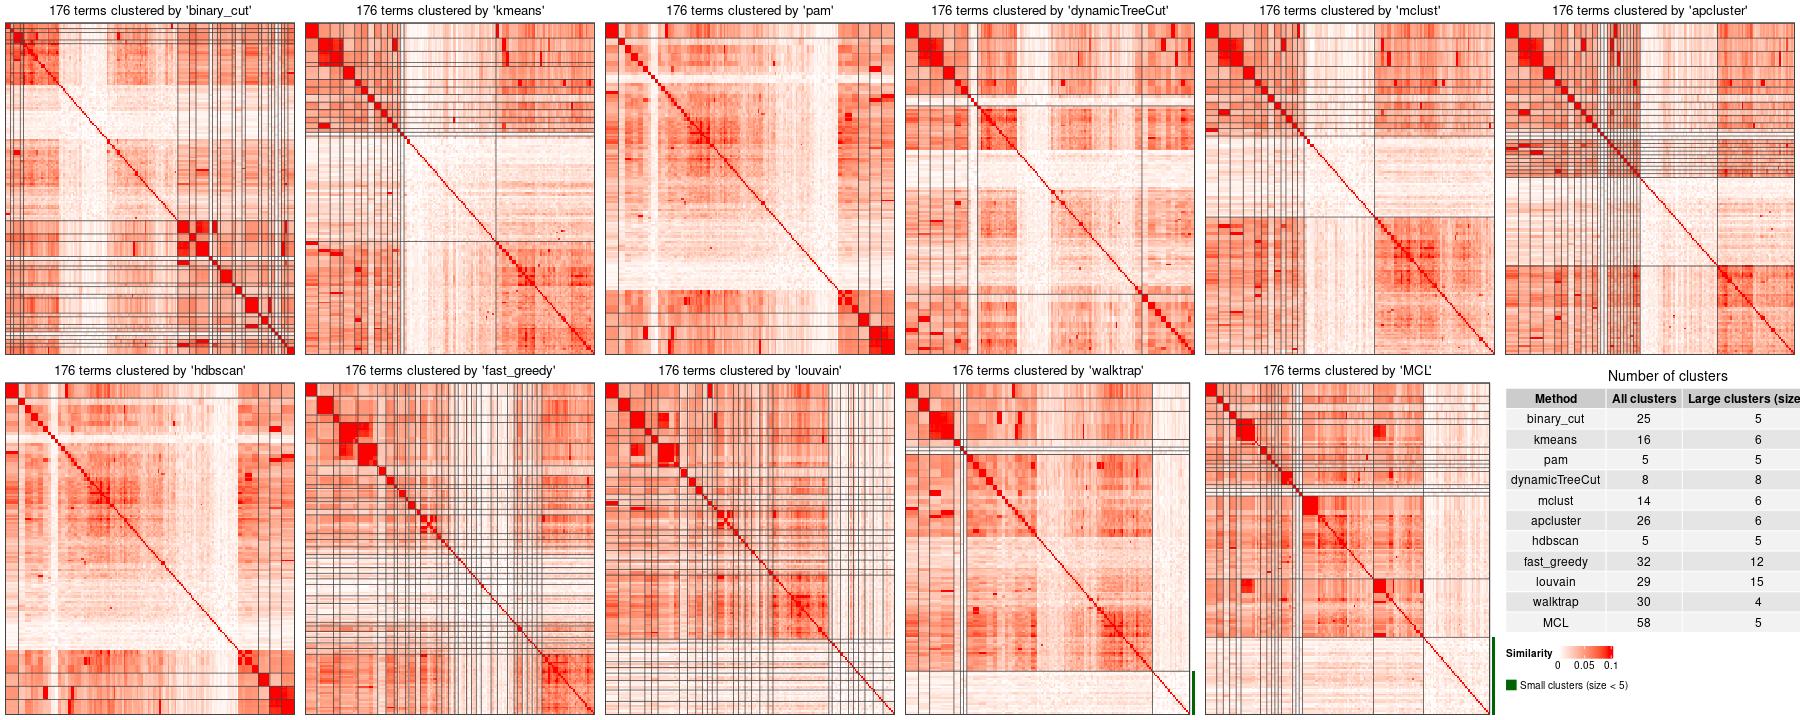 176 terms clustered by 'binary_cut'
176 terms clustered by 'kmeans'
176 terms clustered by 'pam'
176 terms clustered by 'dynamicTreeCut'
176 terms clustered by 'mclust'
176 terms clustered by 'apcluster'
176 terms clustered by 'hdbscan'
176 terms clustered by 'fast_greedy'
176 terms clustered by 'louvain'
176 terms clustered by 'walktrap'
176 terms clustered by 'MCL'
Number of clusters
Method All clusters Large clusters (size
binary_cut 25 5
kmeans 16 6
pam 5 5
dynamicTreeCut 8 8
mclust 14 6
apcluster 26 6
hdbscan 5 5
fast_greedy 32 12
louvain 29 15
walktrap 30 4
MCL 58 5
Similarity
0 0.05 0.1
Small clusters (size < 5)